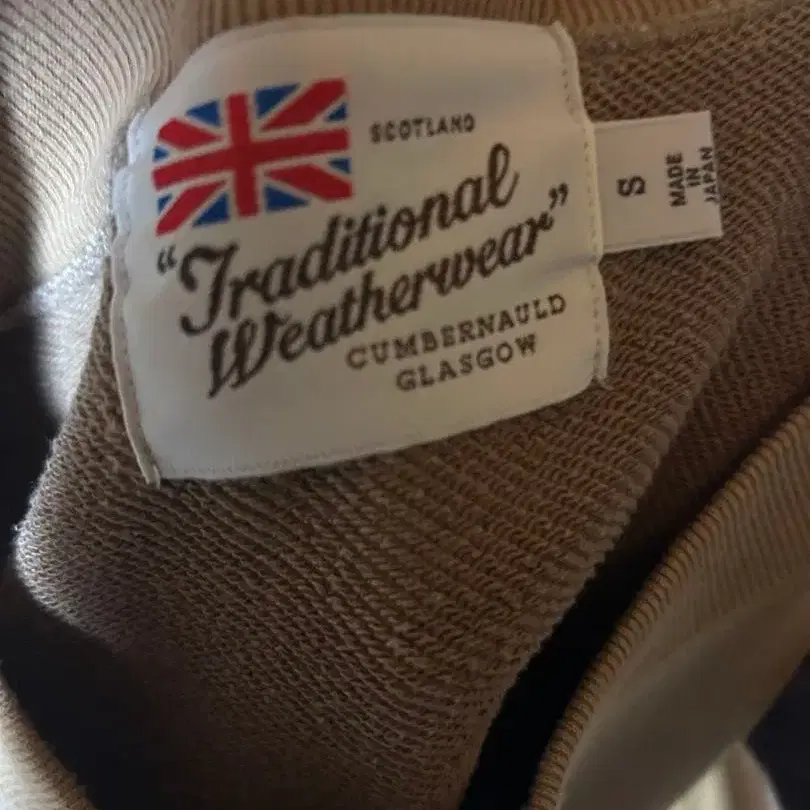 SCOTLAND
“Traditional
Weatherwear”
CUMBERNAULD
GLASGOW
S
MADE
IN
JAPAN